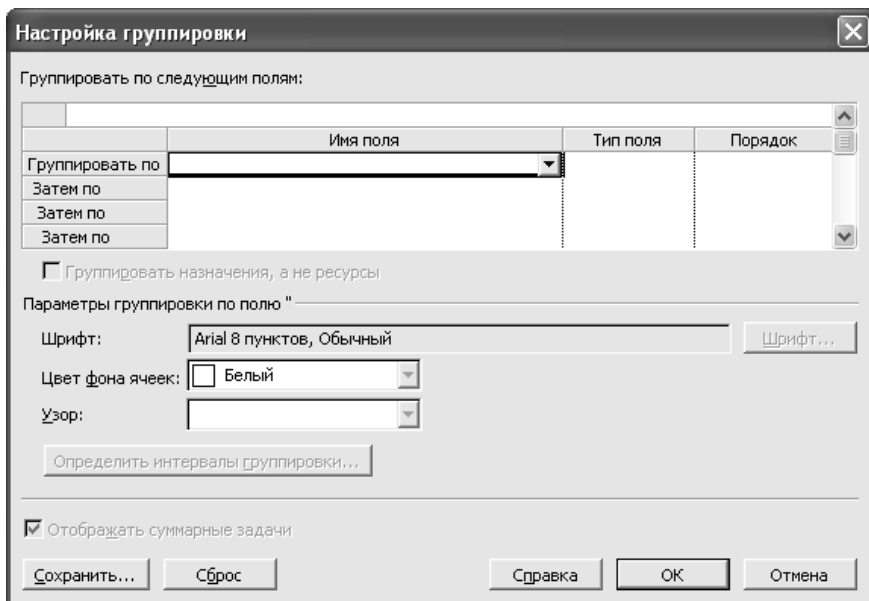 Настройка группировки
Группировать по следующим полям:
Имя поля Тип поля Порядок
Группировать по
Затем по
Затем по
Затем по
Группировать назначения, а не ресурсы
Параметры группировки по полю "
Шрифт: Arial 8 пунктов, Обычный Шрифт...
Цвет фона ячеек: Белый
Узор:
Определить интервалы группировки...
Отображать суммарные задачи
Сохранить... Сброс Справка ОК Отмена